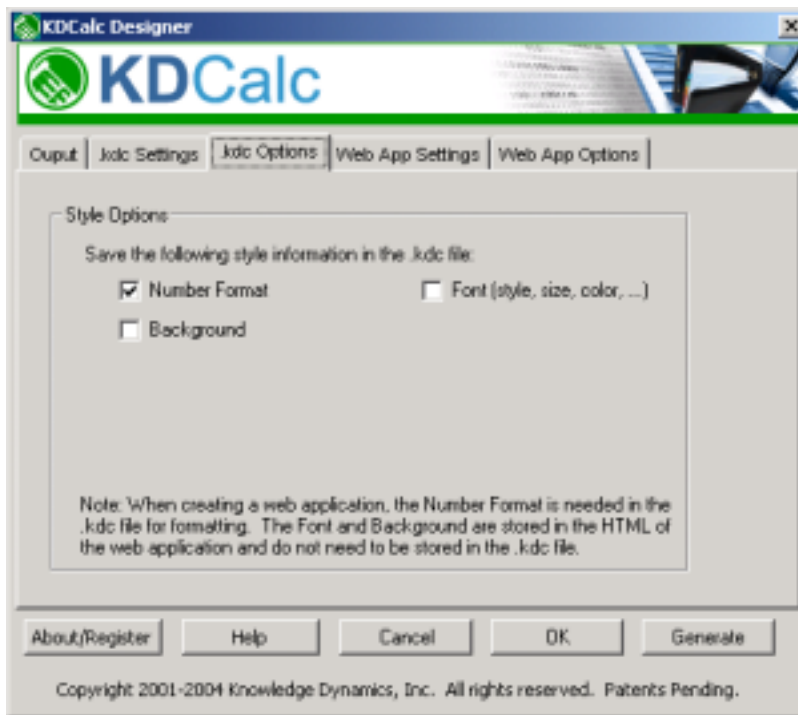 KDCalc Designer
KDCalc
Ouput
.kdc Settings
.kdc Options
Web App Settings
Web App Options
Style Options
Save the following style information in the .kdc file:
Number Format
Font (style, size, color, ...)
Background
Note: When creating a web application, the Number Format is needed in the
.kdc file for formatting. The Font and Background are stored in the HTML of
the web application and do not need to be stored in the .kdc file.
About/Register
Help
Cancel
OK
Generate
Copyright 2001-2004 Knowledge Dynamics, Inc. All rights reserved. Patents Pending.